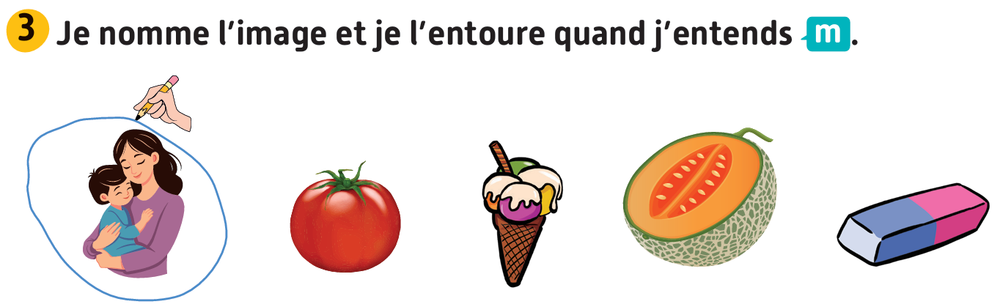 3 Je nomme l’image et je l’entoure quand j’entends m.